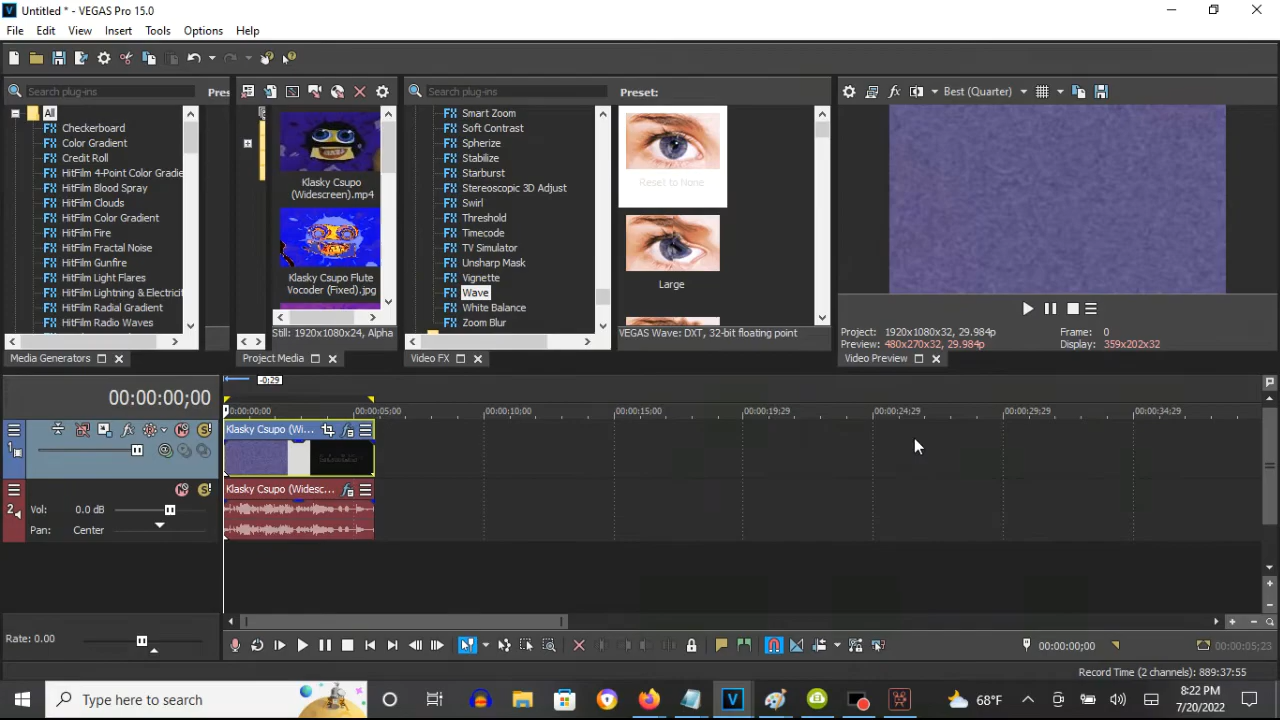 Untitled * - VEGAS Pro 15.0
File Edit View Insert Tools Options Help
Search plug-ins
All
Checkerboard
Color Gradient
Credit Roll
HitFilm 4-Point Color Gradie
HitFilm Blood Spray
HitFilm Clouds
HitFilm Color Gradient
HitFilm Fire
HitFilm Fractal Noise
HitFilm Gunfire
HitFilm Light Flares
HitFilm Lightning & Electricit
HitFilm Radial Gradient
HitFilm Radio Waves
Media Generators
Klasky Csupo
(Widescreen).mp4
Klasky Csupo Flute
Vocoder (Fixed).jpg
Still: 1920x1080x24, Alpha
Project Media
Search plug-ins
Smart Zoom
Soft Contrast
Spherize
Stabilize
Starburst
Stereoscopic 3D Adjust
Swirl
Threshold
Timecode
TV Simulator
Unsharp Mask
Vignette
Wave
White Balance
Zoom Blur
Video FX
Preset:
Reset to None
Large
VEGAS Wave: DXT, 32-bit floating point
Best (Quarter)
Project: 1920x1080x32, 29.984p
Preview: 480x270x32, 29.984p
Frame: 0
Display: 359x202x32
Video Preview
00:00:00;00
-0;29
0:00:00;00 00:00:05;00 00:00:10;00 00:00:15;00 00:00:19;29 00:00:24;29 00:00:29;29 00:00:34;29
1
Klasky Csupo (Wi...
2
Klasky Csupo (Widesc...
Vol: 0.0 dB
Pan: Center
Rate: 0.00
00:00:00;00
00:00:05;23
Record Time (2 channels): 889:37:55
Type here to search
68°F
8:22 PM
7/20/2022